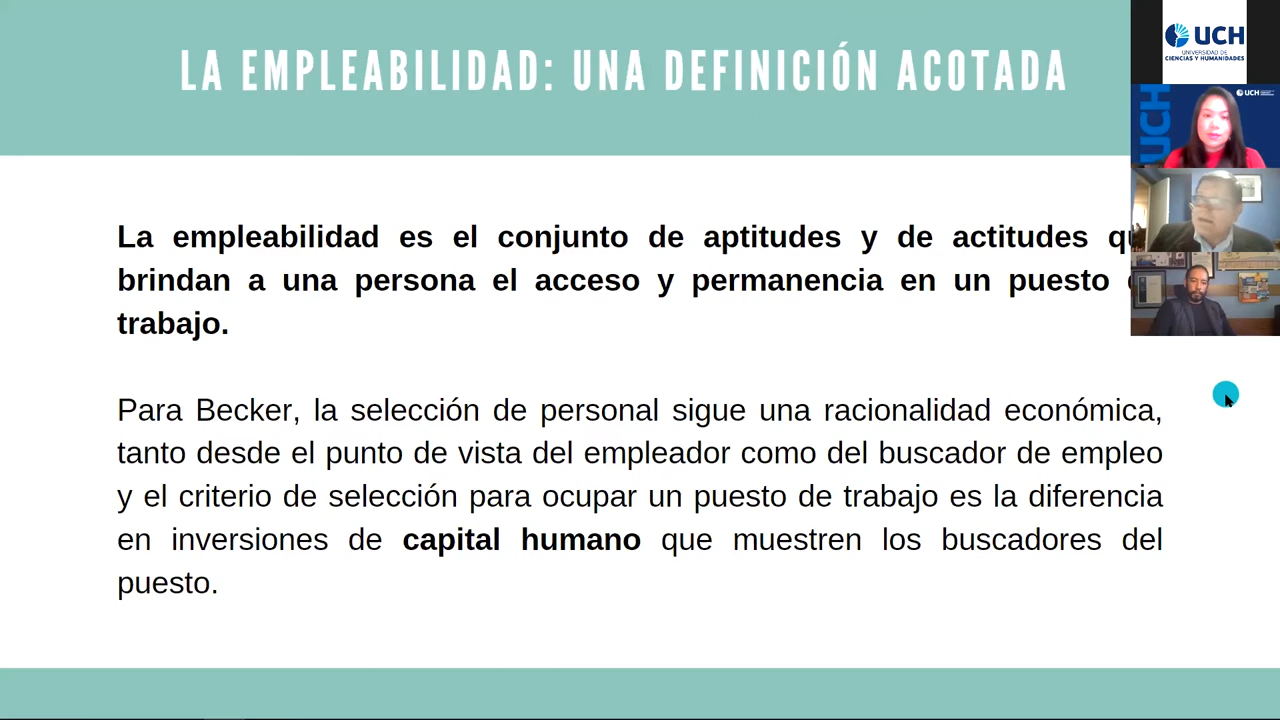 LA EMPLEABILIDAD: UNA DEFINICIÓN ACOTADA
UCH
UNIVERSIDAD DE
CIENCIAS Y HUMANIDADES
UCH
UCH
La empleabilidad es el conjunto de aptitudes y de actitudes
brindan a una persona el acceso y permanencia en un puesto
trabajo.
Para Becker, la selección de personal sigue una racionalidad económica,
tanto desde el punto de vista del empleador como del buscador de empleo
y el criterio de selección para ocupar un puesto de trabajo es la diferencia
en inversiones de capital humano que muestren los buscadores del
puesto.